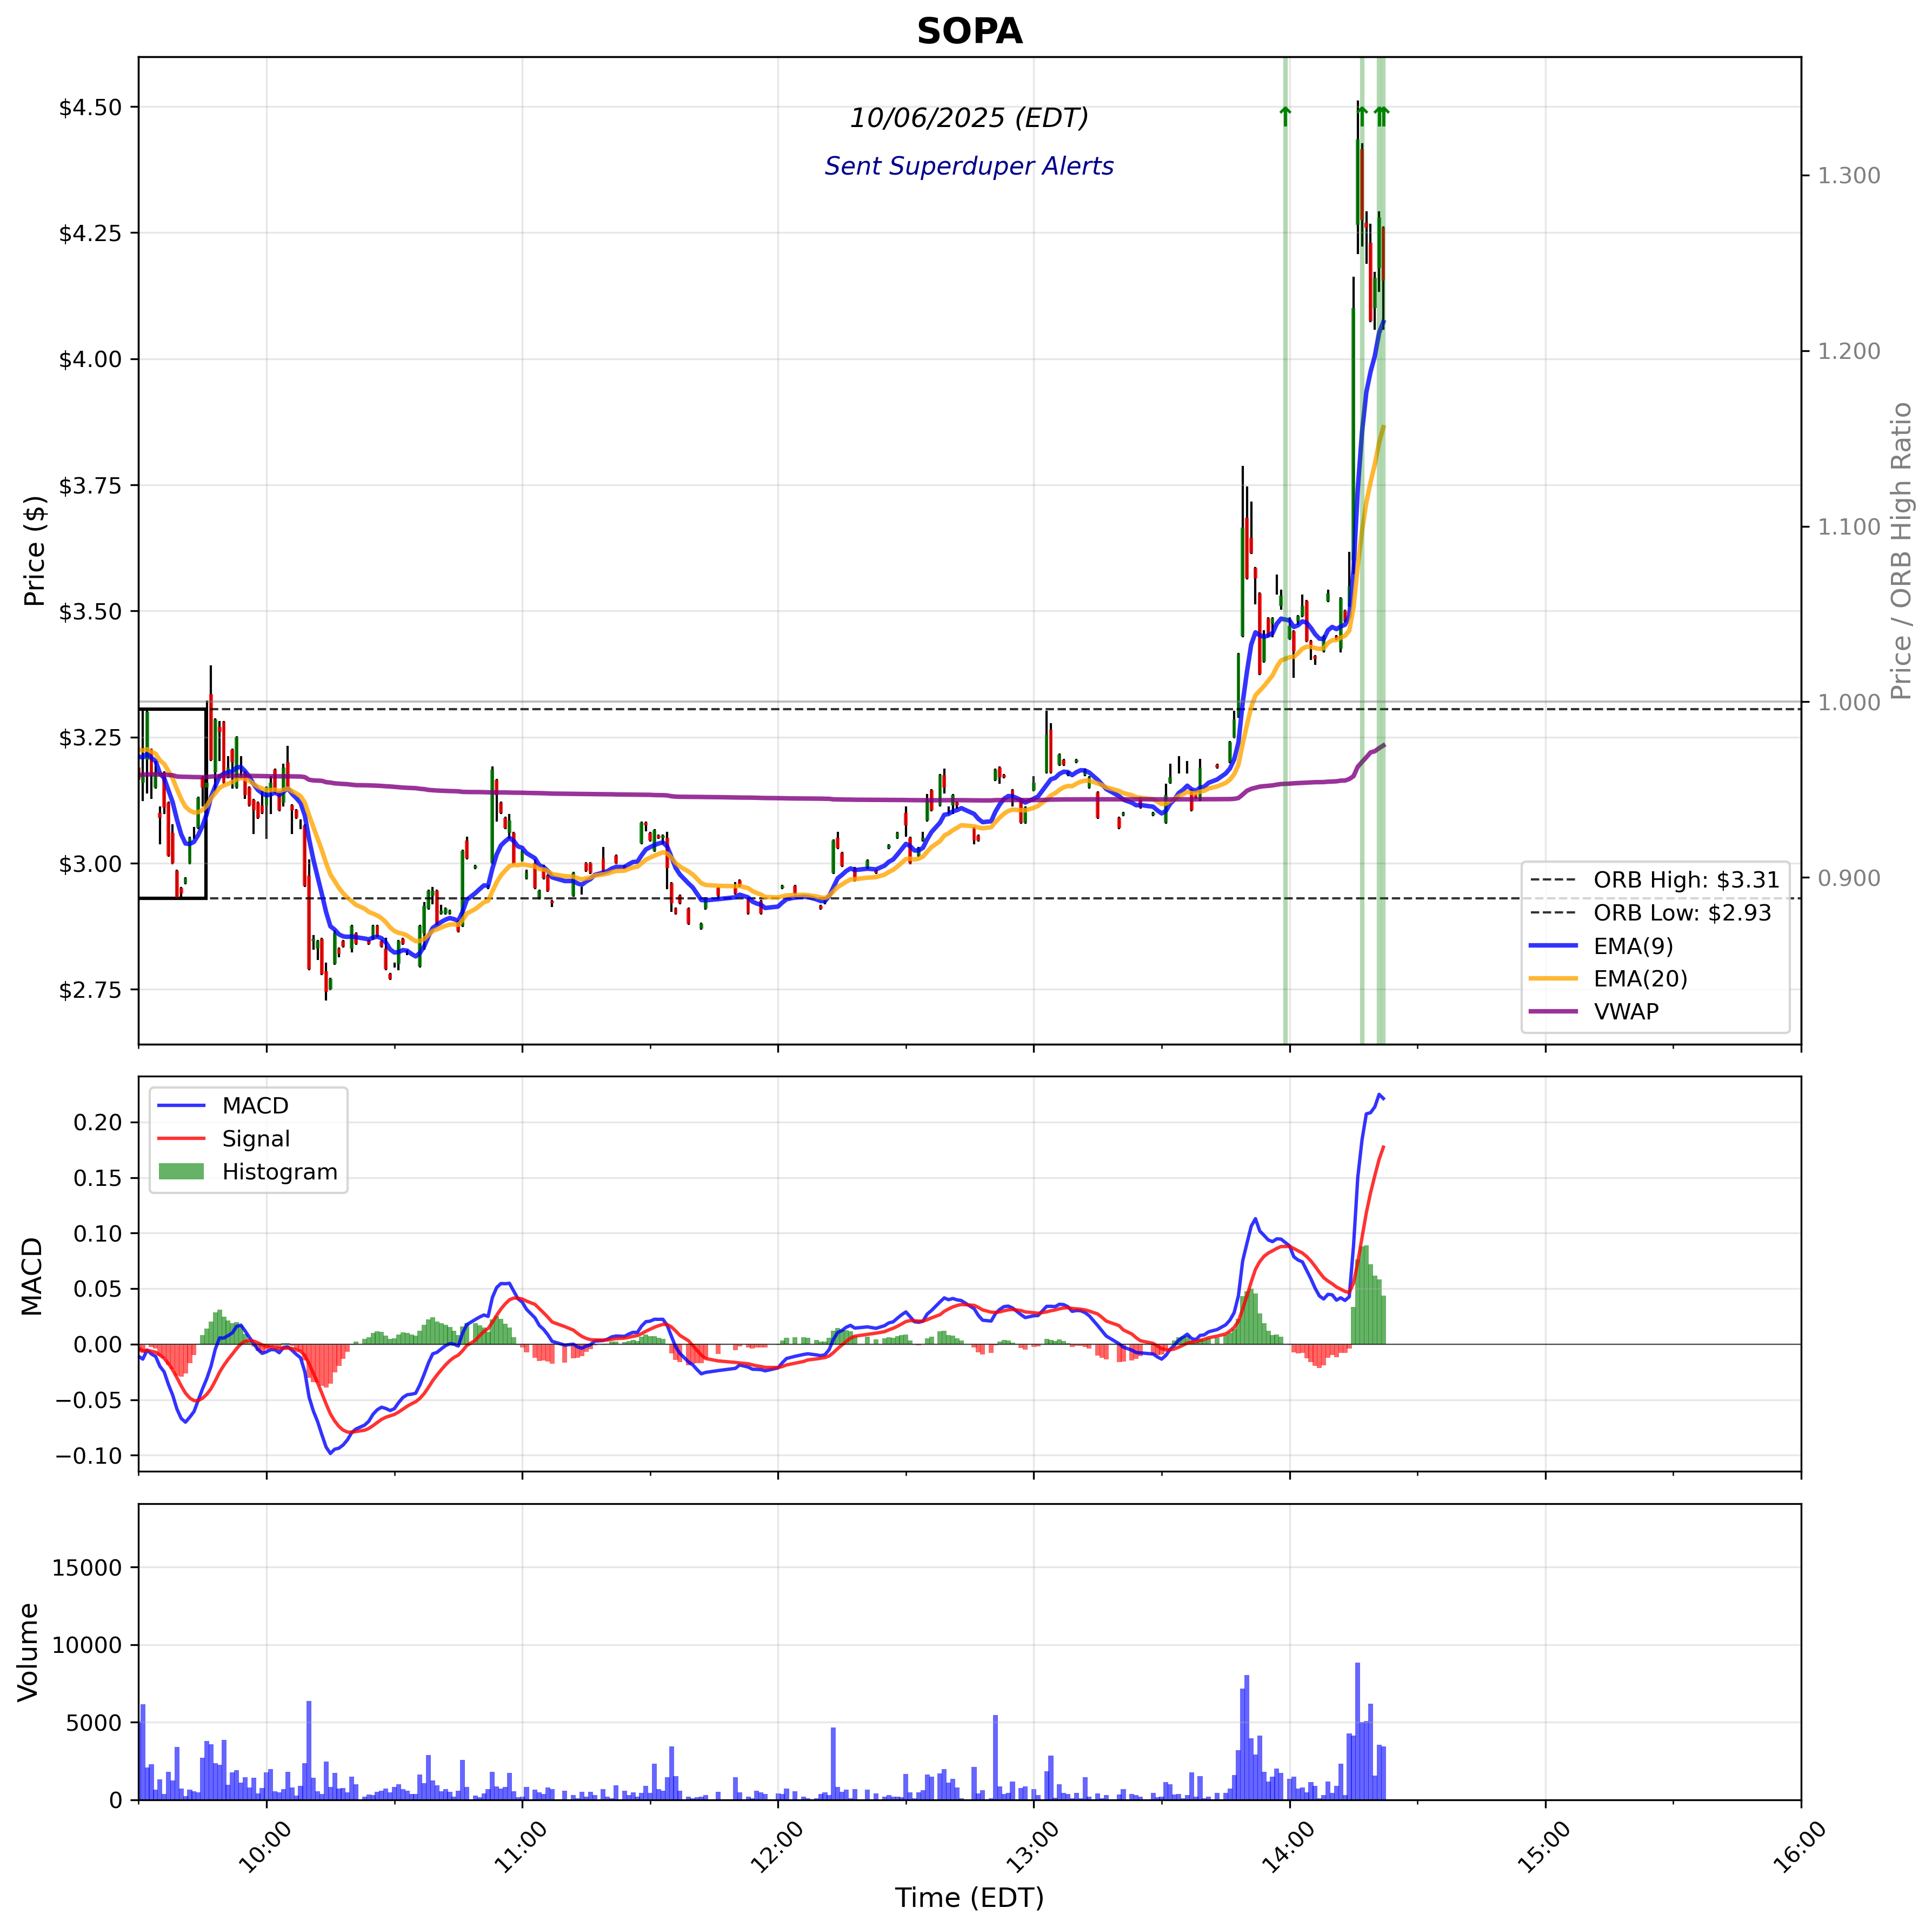 SOPA
10/06/2025 (EDT)
Sent Superduper Alerts
$4.50
$4.25
$4.00
$3.75
$3.50
$3.25
$3.00
$2.75
Price ($)
1.300
1.200
1.100
1.000
0.900
Price / ORB High Ratio
ORB High: $3.31
ORB Low: $2.93
EMA(9)
EMA(20)
VWAP
MACD
Signal
Histogram
0.20
0.15
0.10
0.05
0.00
−0.05
−0.10
MACD
15000
10000
5000
0
Volume
10:00
11:00
12:00
13:00
14:00
15:00
16:00
Time (EDT)